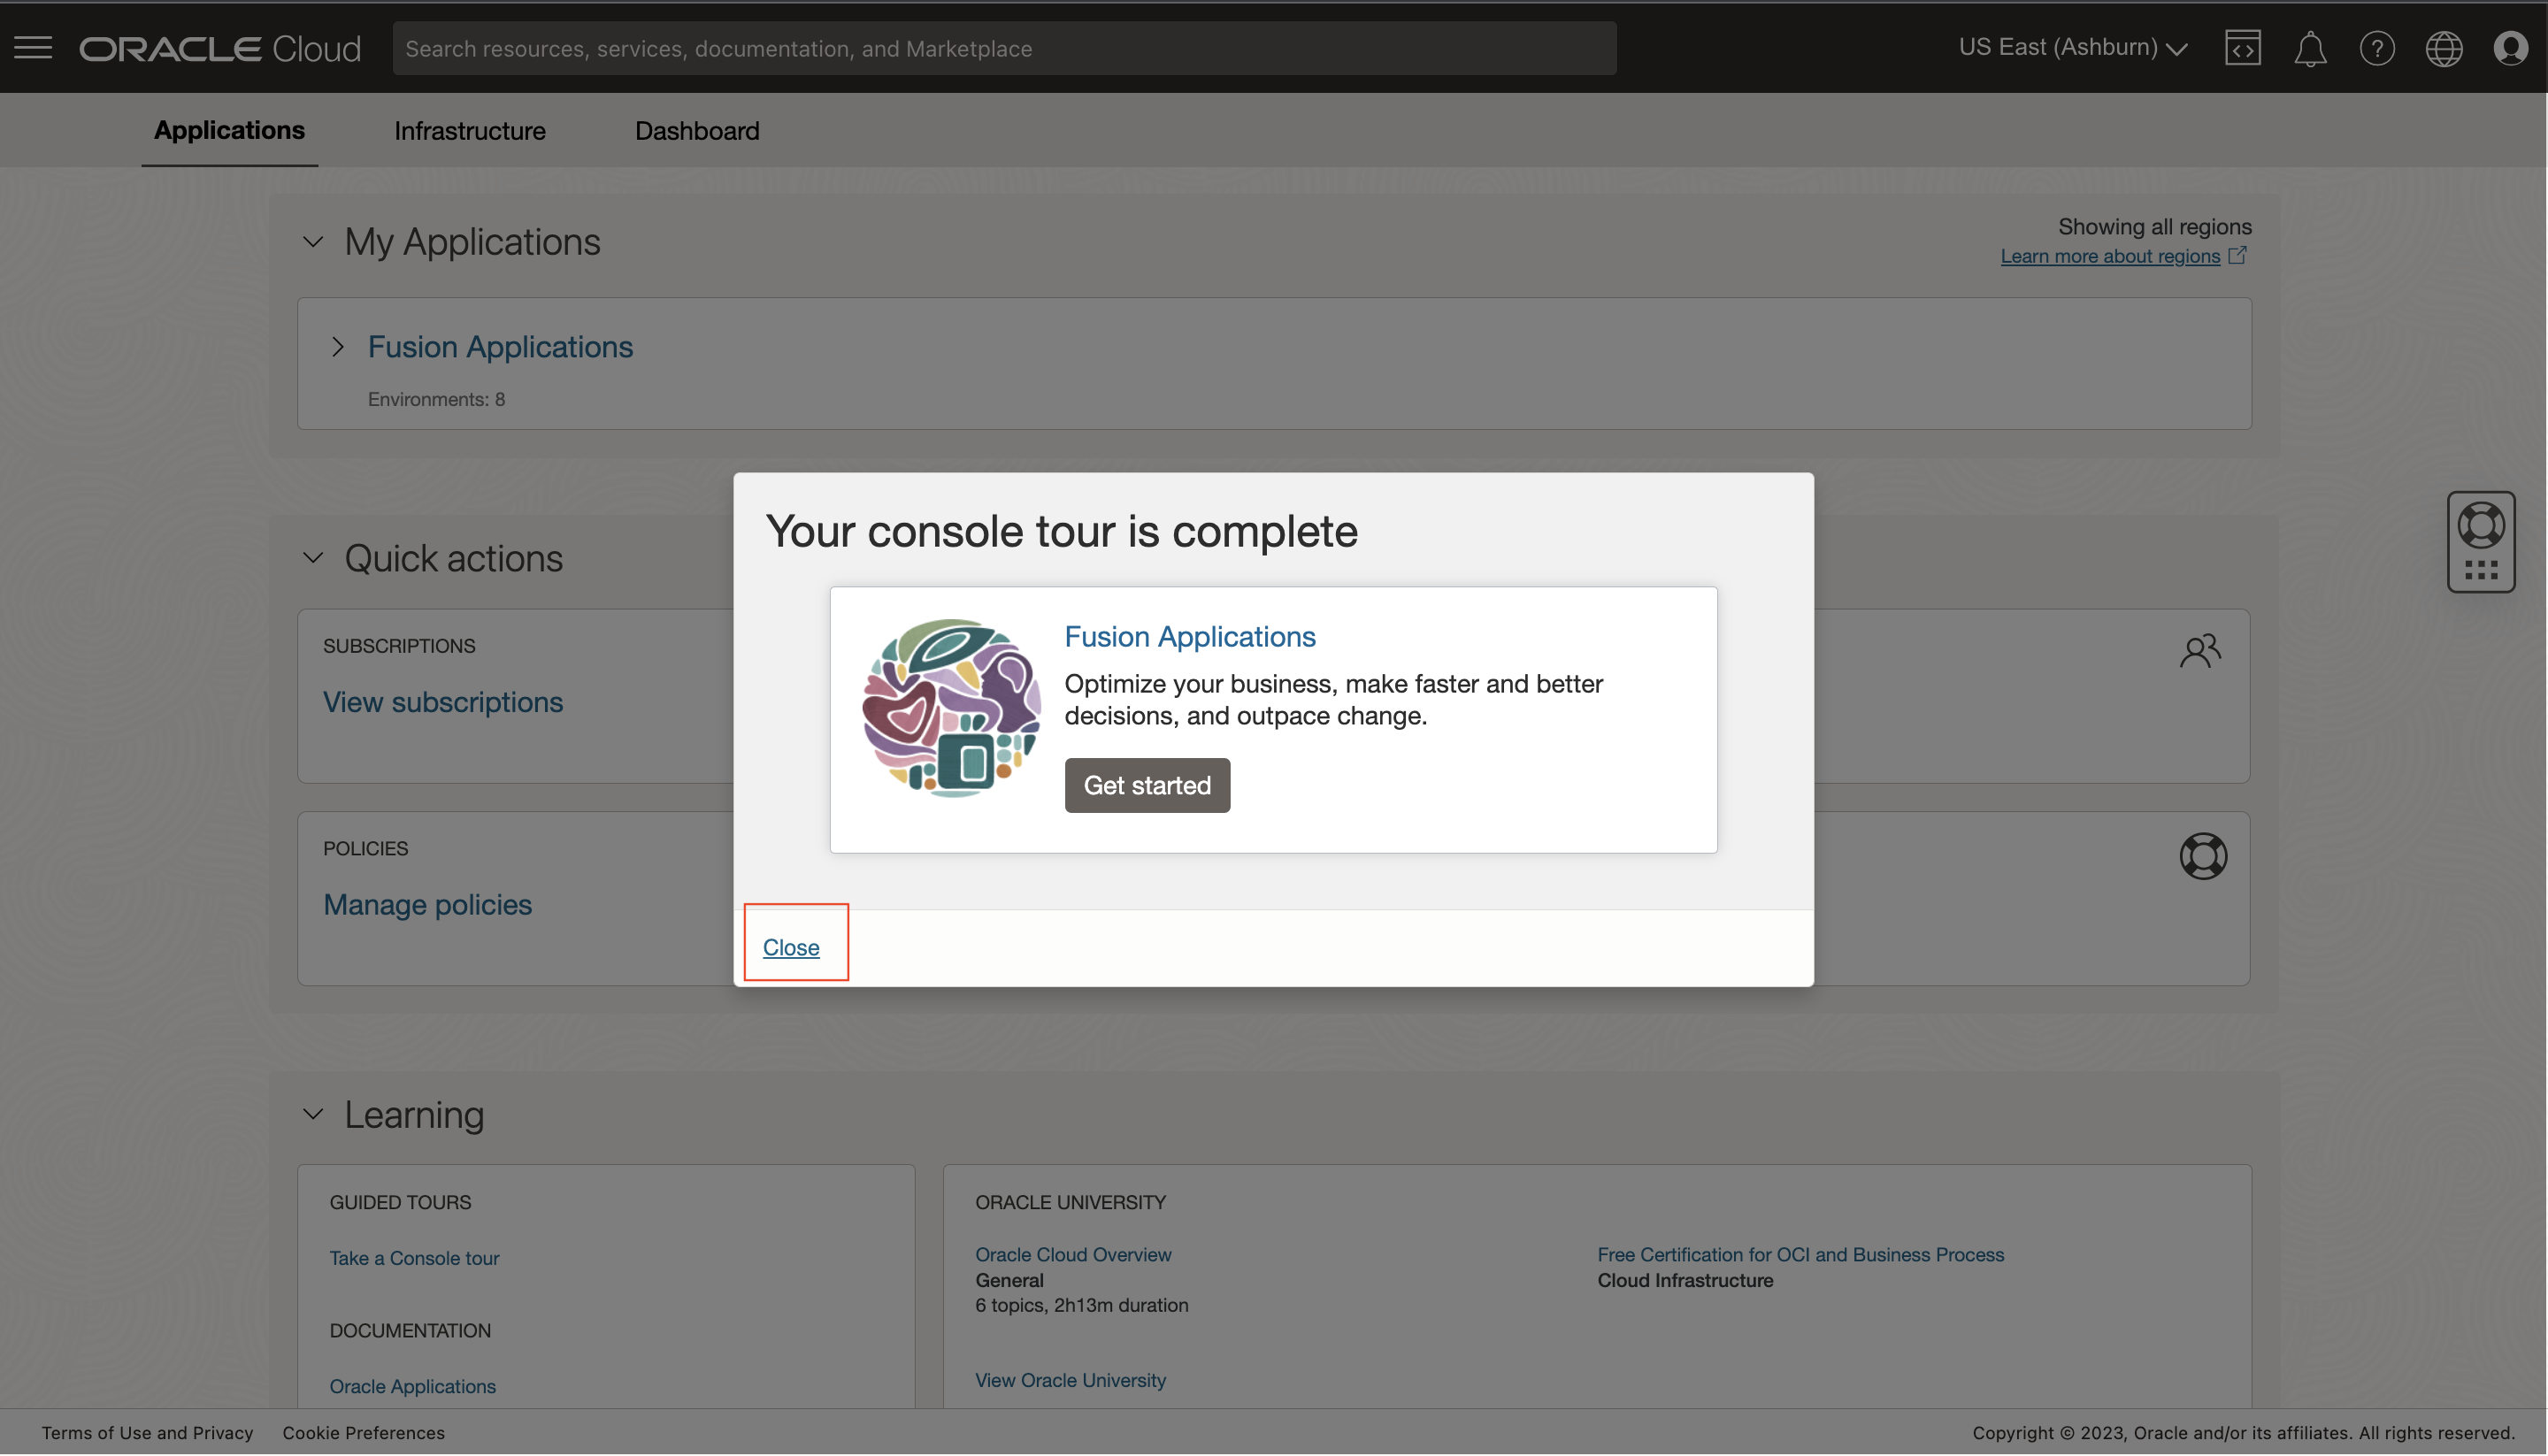 ORACLE Cloud
Search resources, services, documentation, and Marketplace
US East (Ashburn)
Applications
Infrastructure
Dashboard
My Applications
Showing all regions
Learn more about regions
Fusion Applications
Environments: 8
Quick actions
SUBSCRIPTIONS
View subscriptions
POLICIES
Manage policies
Your console tour is complete
Fusion Applications
Optimize your business, make faster and better
decisions, and outpace change.
Get started
Close
Learning
GUIDED TOURS
Take a Console tour
DOCUMENTATION
Oracle Applications
ORACLE UNIVERSITY
Oracle Cloud Overview
General
6 topics, 2h13m duration
View Oracle University
Free Certification for OCI and Business Process
Cloud Infrastructure
Terms of Use and Privacy
Cookie Preferences
Copyright © 2023, Oracle and/or its affiliates. All rights reserved.